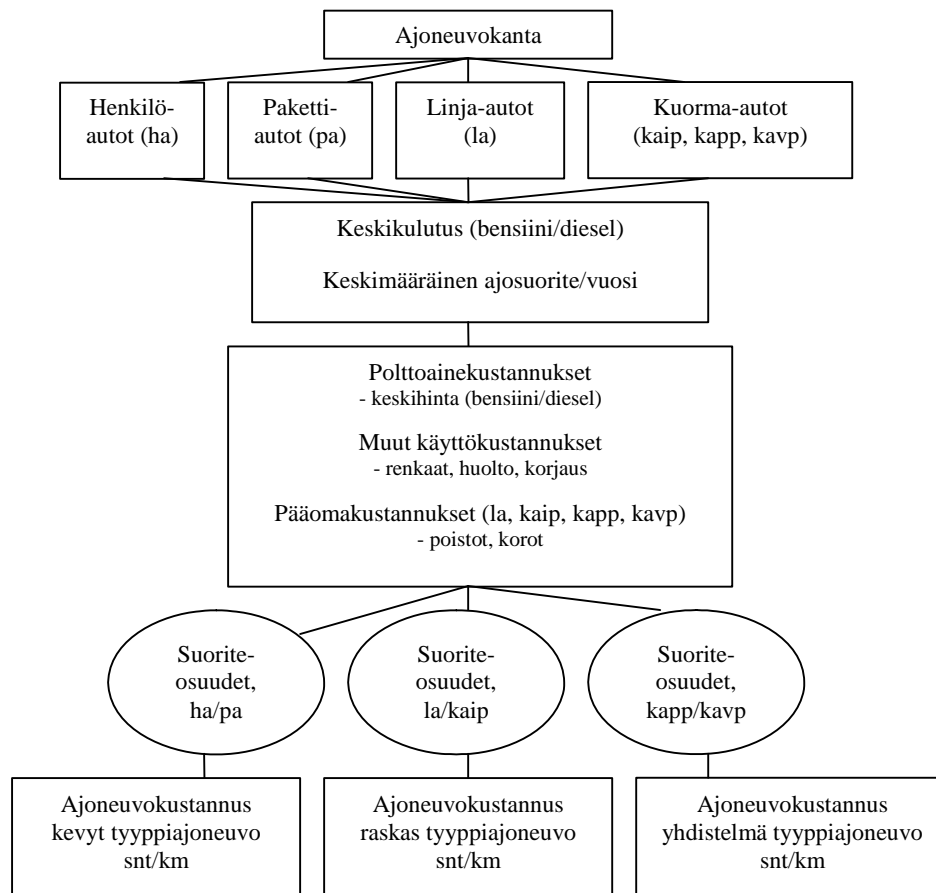 Ajoneuvokanta
Henkilö-
autot (ha)
Paketti-
autot (pa)
Linja-autot
(la)
Kuorma-autot
(kaip, kapp, kavp)
Keskikulutus (bensiini/diesel)
Keskimääräinen ajosuorite/vuosi
Polttoainekustannukset
- keskihinta (bensiini/diesel)
Muut käyttökustannukset
- renkaat, huolto, korjaus
Pääomakustannukset (la, kaip, kapp, kavp)
- poistot, korot
Suorite-
osuudet,
ha/pa
Suorite-
osuudet,
la/kaip
Suorite-
osuudet,
kapp/kavp
Ajoneuvokustannus
kevyt tyyppiajoneuvo
snt/km
Ajoneuvokustannus
raskas tyyppiajoneuvo
snt/km
Ajoneuvokustannus
yhdistelmä tyyppiajoneuvo
snt/km